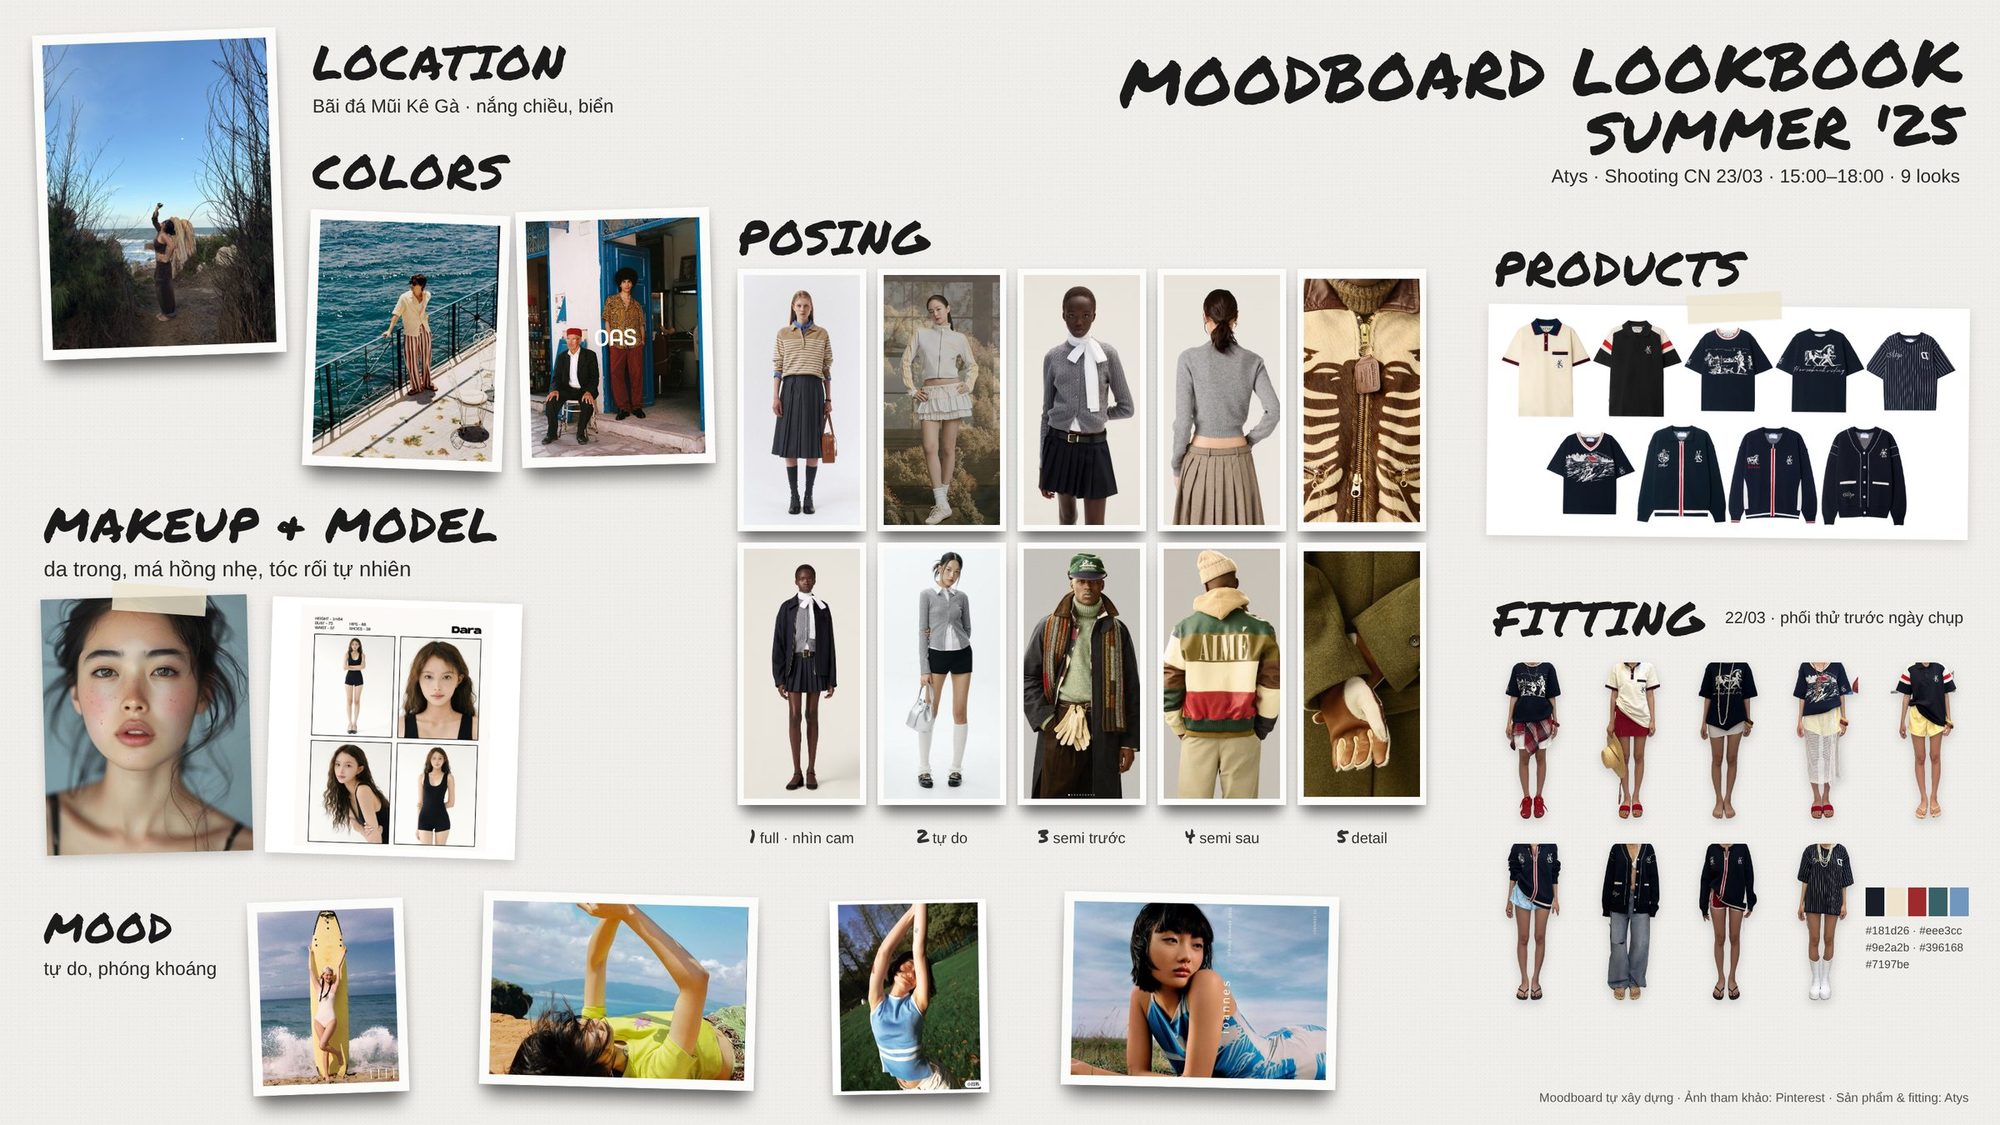 LOCATION
Bãi đá Mũi Kê Gà · nắng chiều, biển
MOODBOARD LOOKBOOK
SUMMER '25
Atys · Shooting CN 23/03 · 15:00–18:00 · 9 looks
COLORS
OAS
POSING
PRODUCTS
MAKEUP + MODEL
da trong, má hồng nhẹ, tóc rối tự nhiên
Dara
AIMÉ
1 full · nhìn cam
2 tự do
3 semi trước
4 semi sau
5 detail
FITTING
22/03 · phối thử trước ngày chụp
#181d26 · #eee3cc
#9e2a2b · #396168
#7197be
MOOD
tự do, phóng khoáng
ELLE
Ioannes
Moodboard tự xây dựng · Ảnh tham khảo: Pinterest · Sản phẩm & fitting: Atys